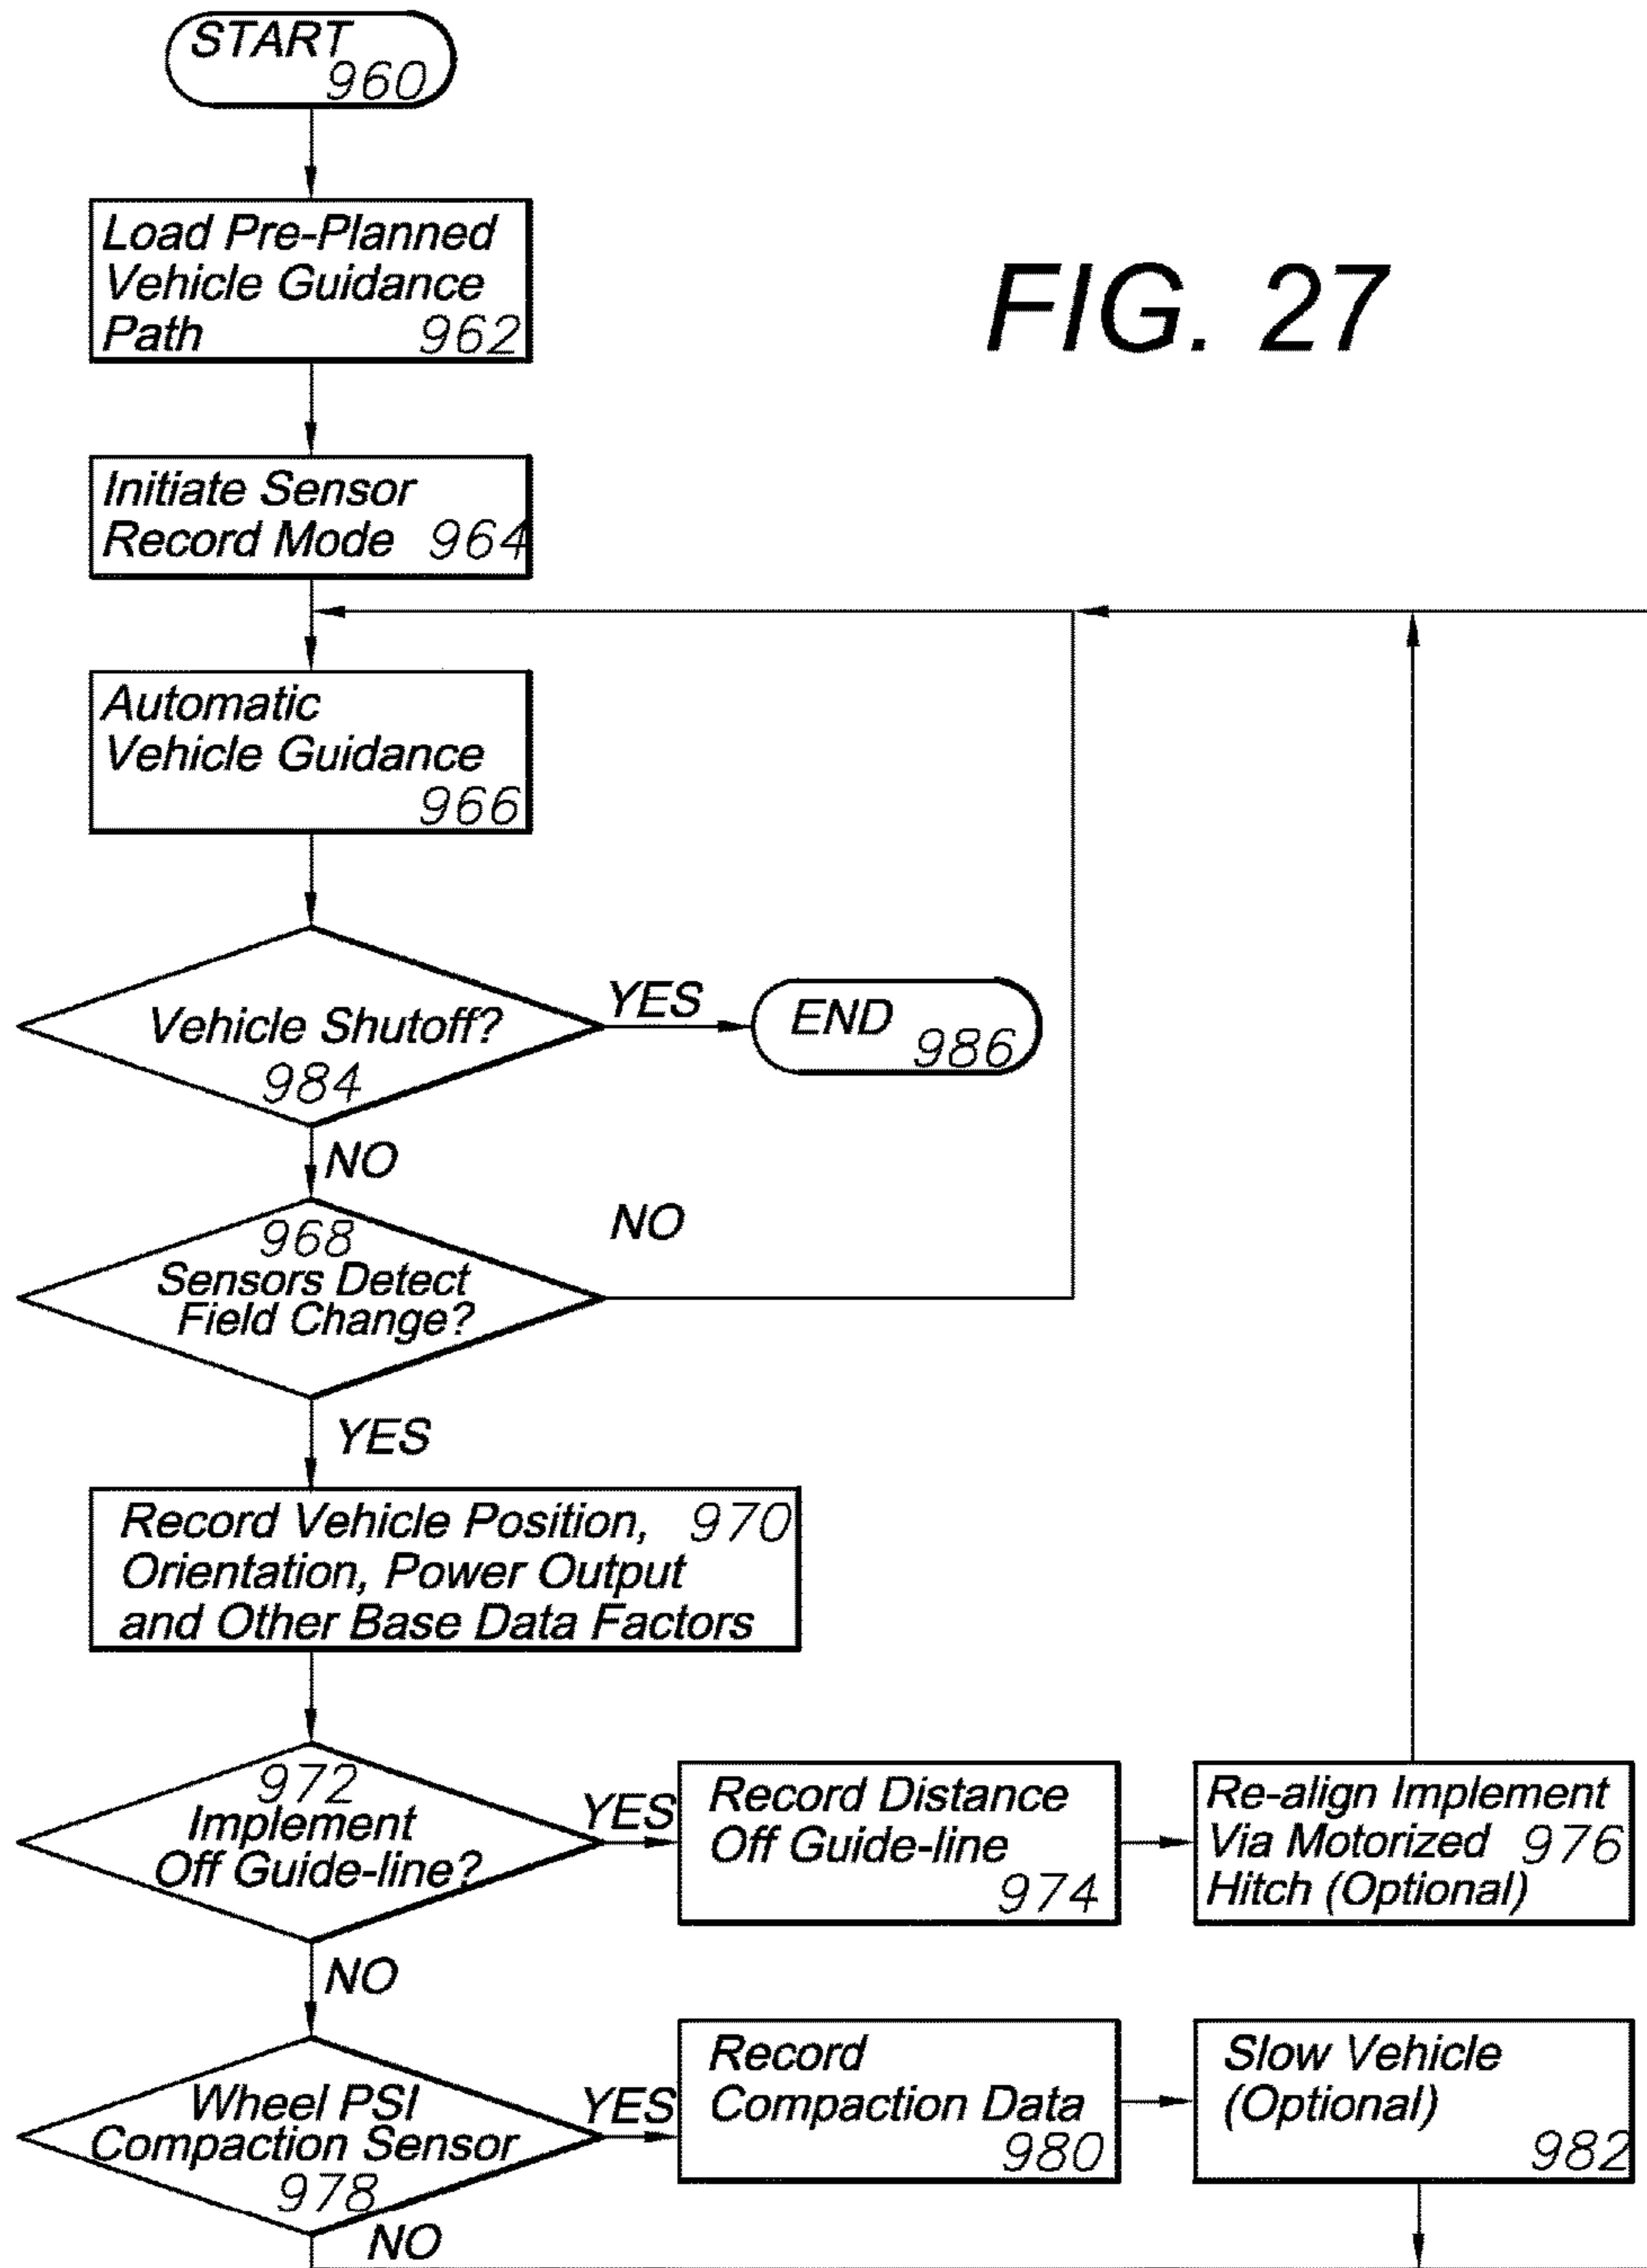 START
960
FIG. 27
Load Pre-Planned
Vehicle Guidance
Path 962
Initiate Sensor
Record Mode 964
Automatic
Vehicle Guidance
966
Vehicle Shutoff?
984
YES
END
986
NO
968
Sensors Detect
Field Change?
NO
YES
Record Vehicle Position, 970
Orientation, Power Output
and Other Base Data Factors
972
Implement
Off Guide-line?
YES
Record Distance
Off Guide-line
974
Re-align Implement
Via Motorized 976
Hitch (Optional)
NO
Wheel PSI
Compaction Sensor
978
YES
Record
Compaction Data
980
Slow Vehicle
(Optional)
982
NO